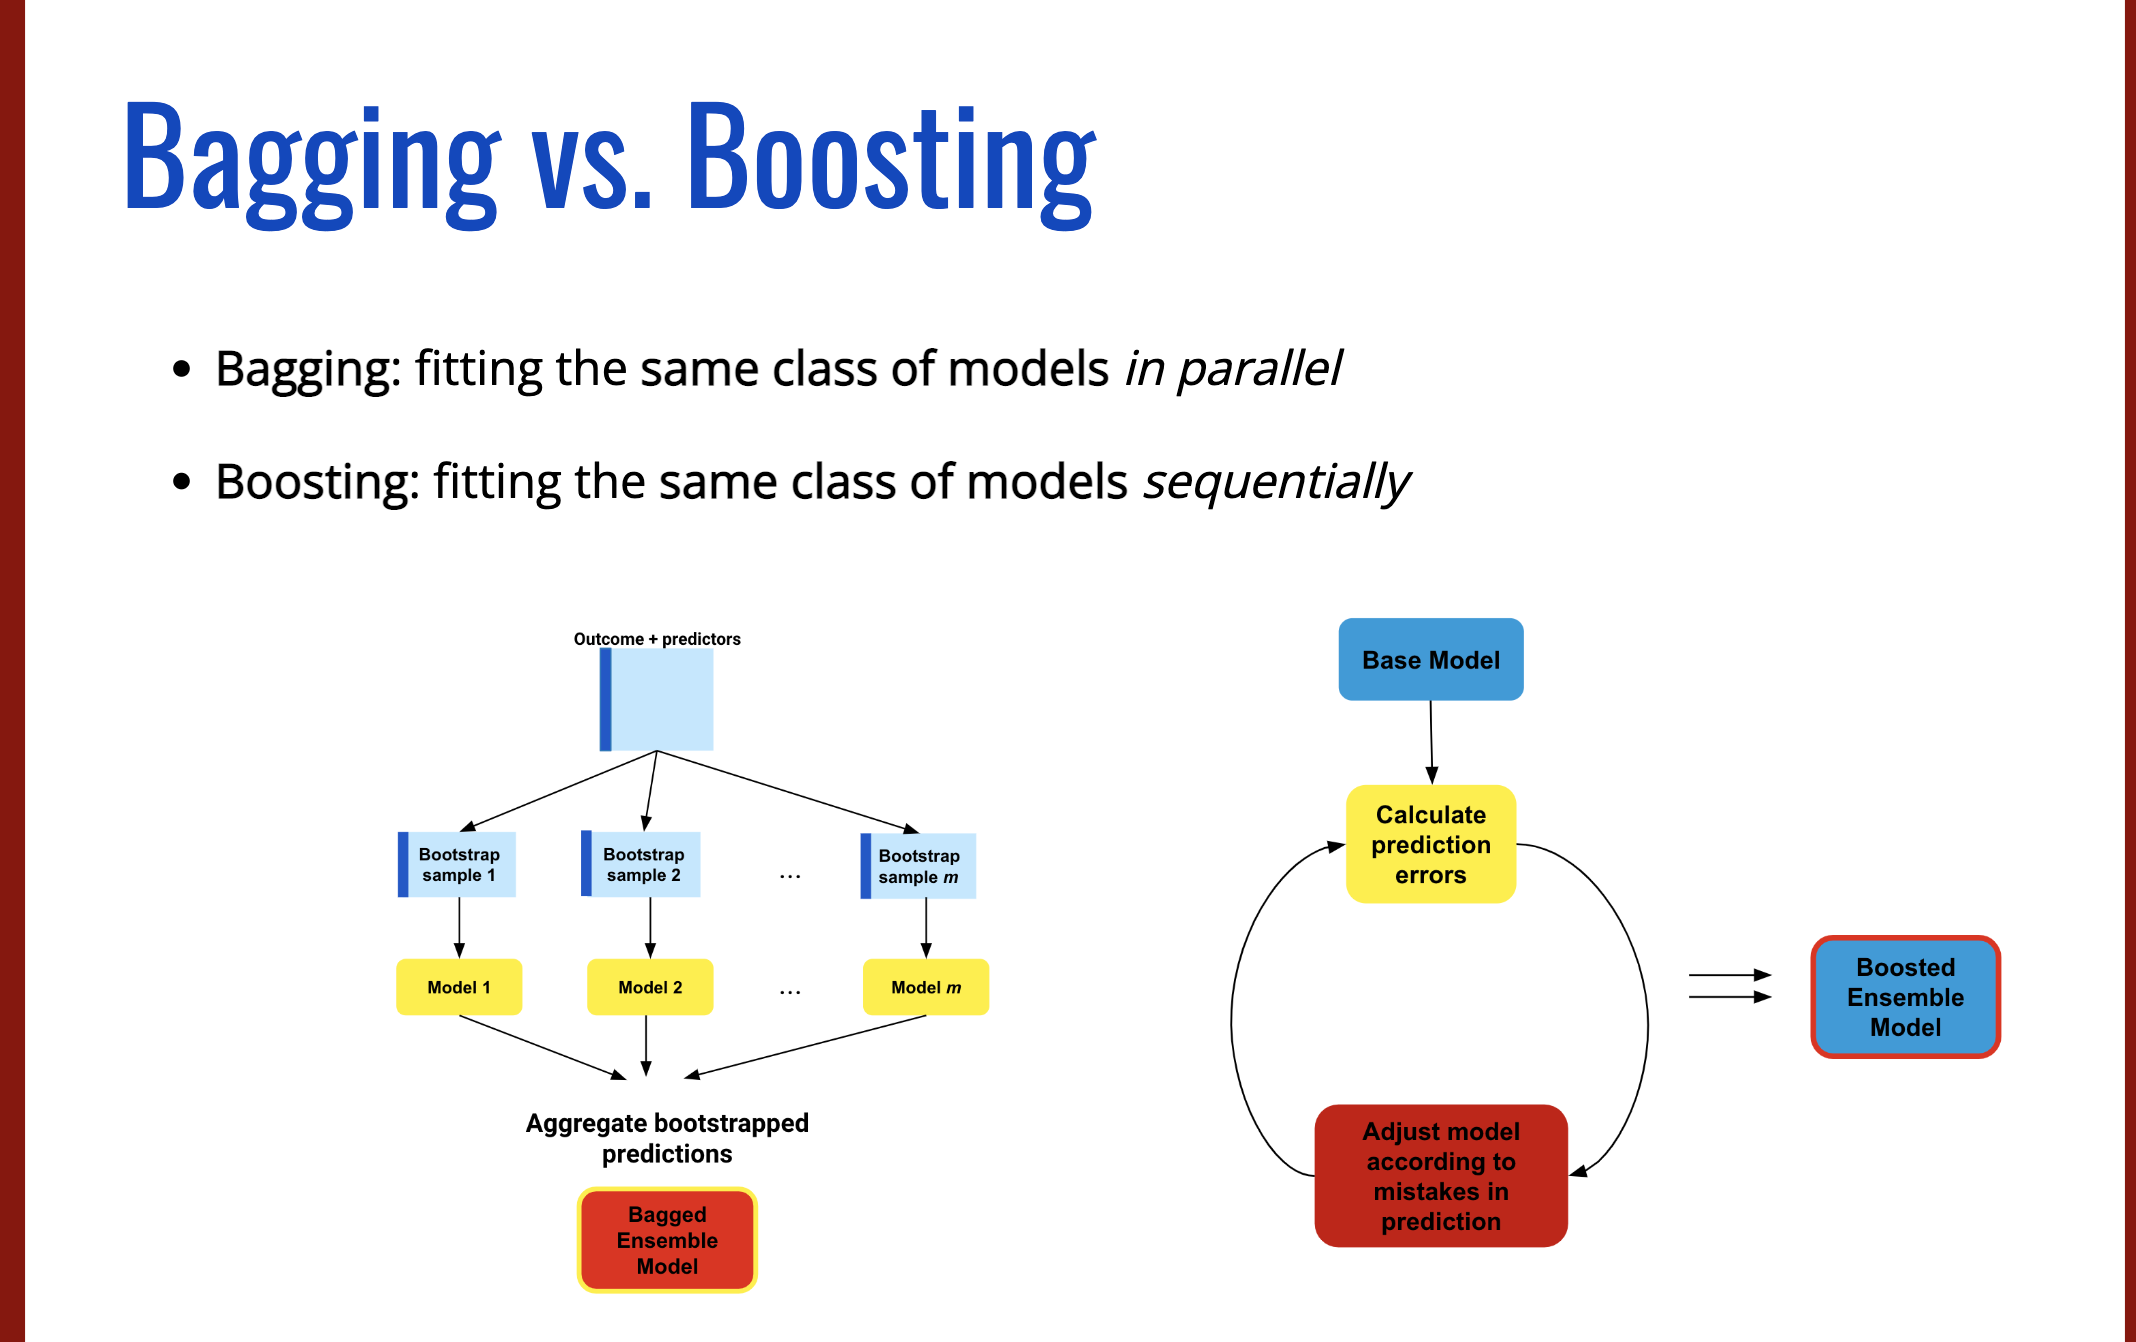 Bagging vs. Boosting
• Bagging: fitting the same class of models in parallel
• Boosting: fitting the same class of models sequentially
Outcome + predictors
Bootstrap
sample 1
Bootstrap
sample 2
...
Bootstrap
sample m
Model 1
Model 2
...
Model m
Aggregate bootstrapped
predictions
Bagged
Ensemble
Model
Base Model
Calculate
prediction
errors
Adjust model
according to
mistakes in
prediction
Boosted
Ensemble
Model